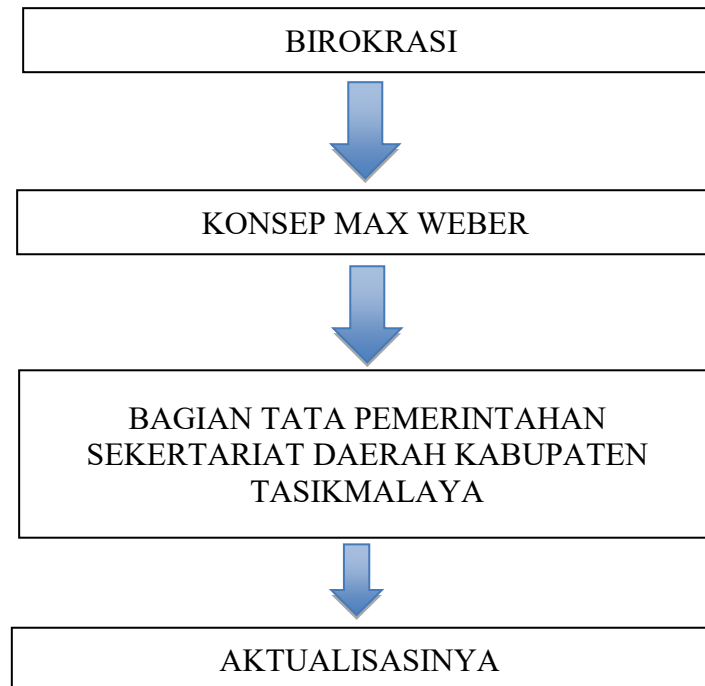 BIROKRASI
KONSEP MAX WEBER
BAGIAN TATA PEMERINTAHAN
SEKERTARIAT DAERAH KABUPATEN
TASIKMALAYA
AKTUALISASINYA